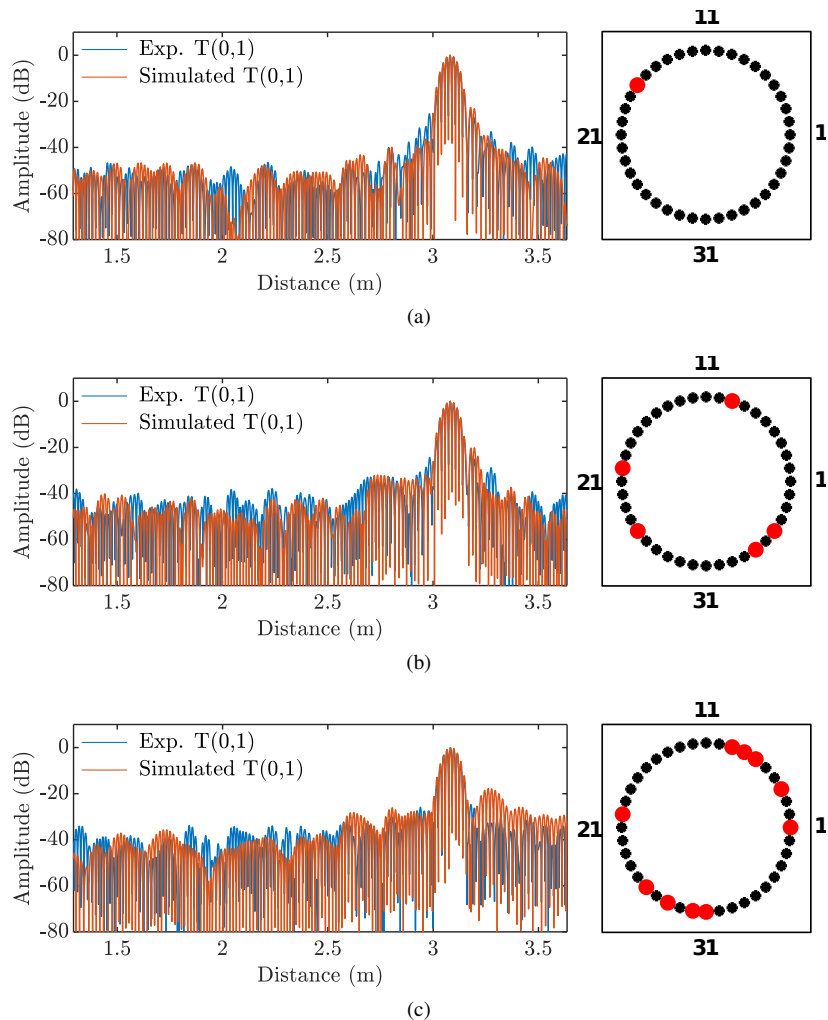 11
0
-20
-40
-60
-80
Amplitude (dB)
Exp. T(0,1)
Simulated T(0,1)
21
1
1.5 2 2.5 3 3.5
Distance (m)
31
(a)
11
0
-20
-40
-60
-80
Amplitude (dB)
Exp. T(0,1)
Simulated T(0,1)
21
1
1.5 2 2.5 3 3.5
Distance (m)
31
(b)
11
0
-20
-40
-60
-80
Amplitude (dB)
Exp. T(0,1)
Simulated T(0,1)
21
1
1.5 2 2.5 3 3.5
Distance (m)
31
(c)